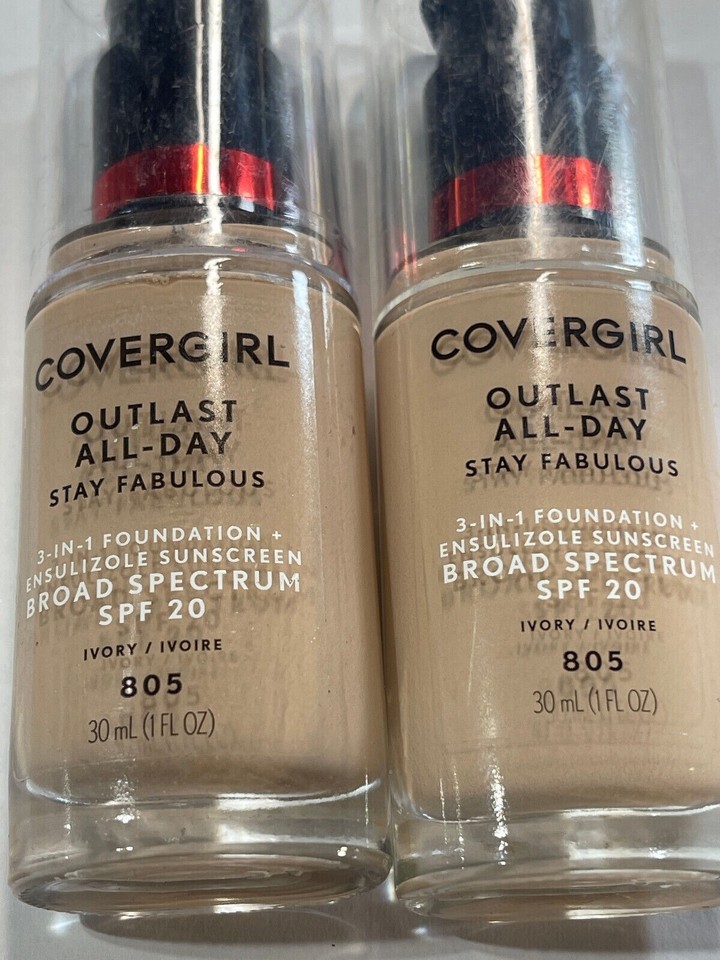 COVERGIRL
OUTLAST
ALL-DAY
STAY FABULOUS
3-IN-1 FOUNDATION +
ENSULIZOLE SUNSCREEN
BROAD SPECTRUM
SPF 20
IVORY / IVOIRE
805
30 mL (1 FL OZ)
COVERGIRL
OUTLAST
ALL-DAY
STAY FABULOUS
3-IN-1 FOUNDATION +
ENSULIZOLE SUNSCREEN
BROAD SPECTRUM
SPF 20
IVORY / IVOIRE
805
30 mL (1 FL OZ)